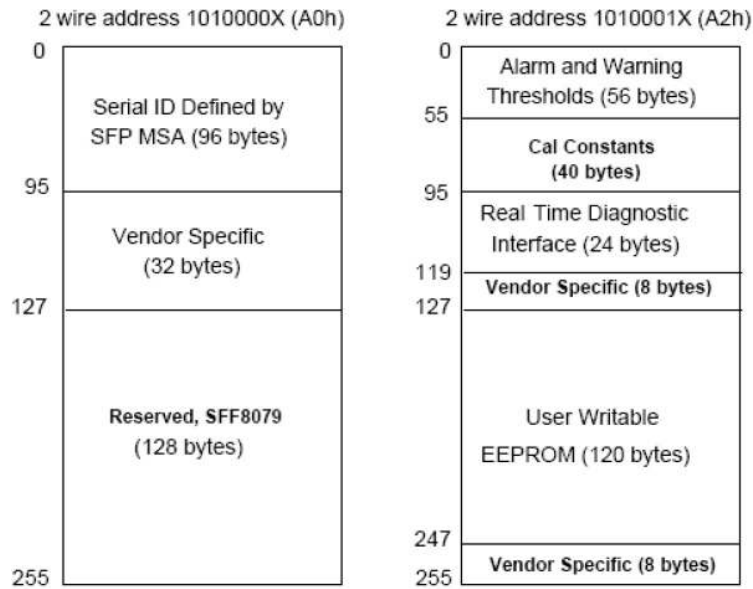 2 wire address 1010000X (A0h)
0
Serial ID Defined by
SFP MSA (96 bytes)
95
Vendor Specific
(32 bytes)
127
Reserved, SFF8079
(128 bytes)
255
2 wire address 1010001X (A2h)
0
Alarm and Warning
Thresholds (56 bytes)
55
Cal Constants
(40 bytes)
95
Real Time Diagnostic
Interface (24 bytes)
119
Vendor Specific (8 bytes)
127
User Writable
EEPROM (120 bytes)
247
Vendor Specific (8 bytes)
255